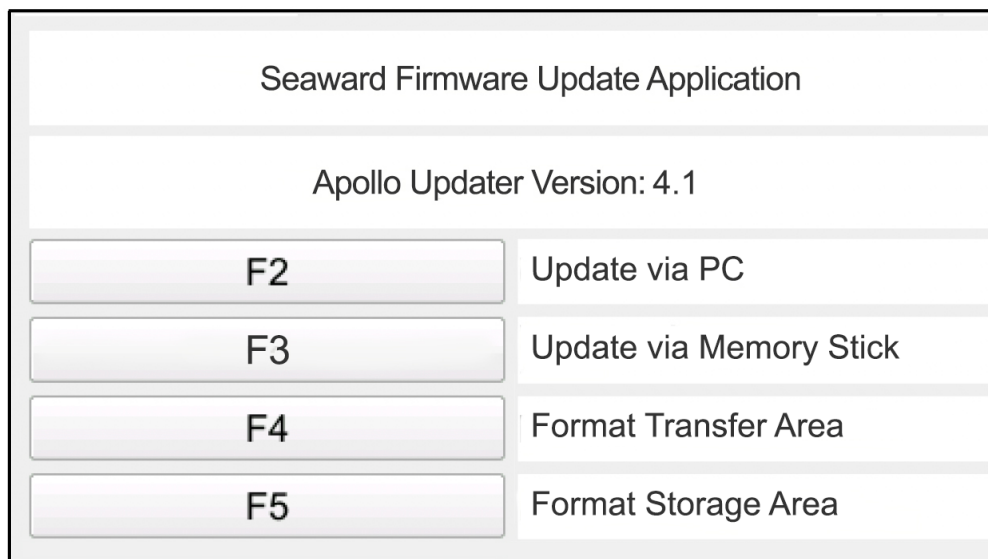 Seaward Firmware Update Application
Apollo Updater Version: 4.1
F2 Update via PC
F3 Update via Memory Stick
F4 Format Transfer Area
F5 Format Storage Area